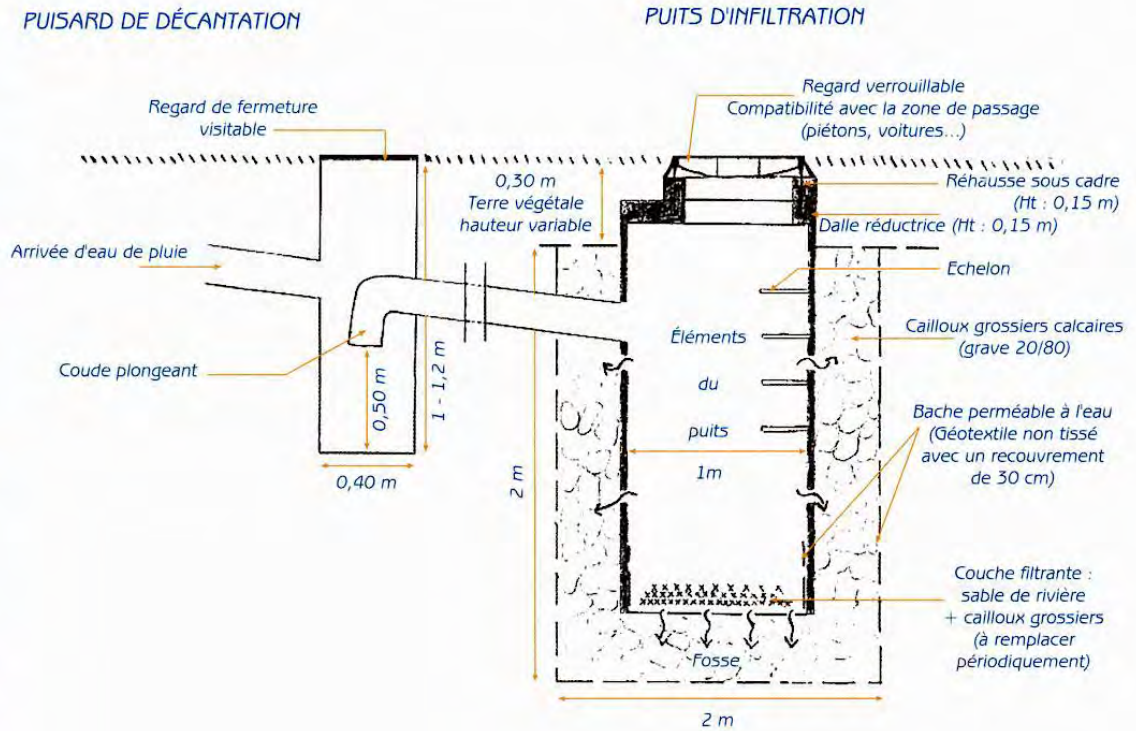 PUISARD DE DÉCANTATION
PUITS D'INFILTRATION
Regard de fermeture
visitable
Regard verrouillable
Compatibilité avec la zone de passage
(piétons, voitures...)
0,30 m
Terre végétale
hauteur variable
Réhausse sous cadre
(Ht : 0,15 m)
Dalle réductrice (Ht : 0,15 m)
Arrivée d'eau de pluie
Echelon
Éléments
du
puits
1m
Cailloux grossiers calcaires
(grave 20/80)
Coude plongeant
0,50 m
1 - 1,2 m
0,40 m
2 m
Bache perméable à l'eau
(Géotextile non tissé
avec un recouvrement
de 30 cm)
Couche filtrante :
sable de rivière
+ cailloux grossiers
(à remplacer
périodiquement)
Fosse
2 m